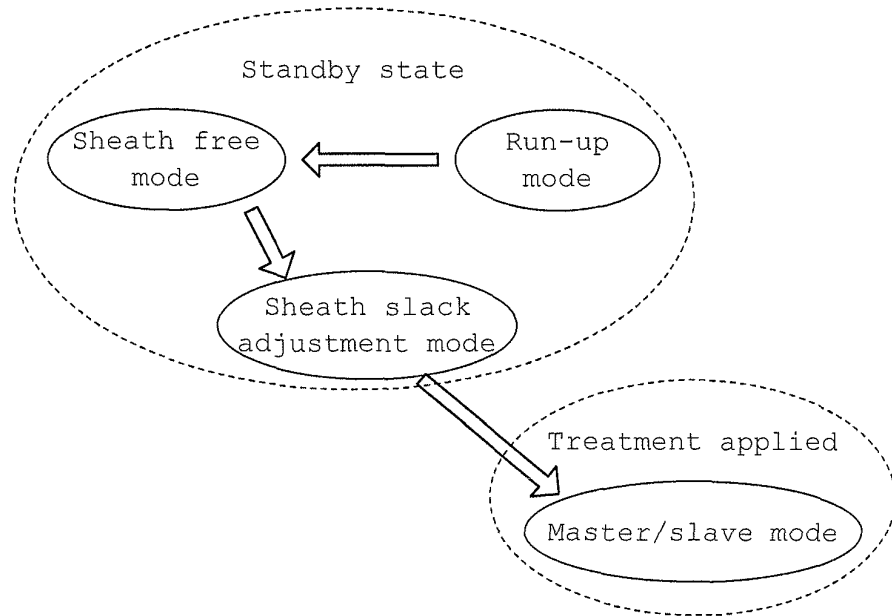 Standby state
Sheath free
mode
Run-up
mode
Sheath slack
adjustment mode
Treatment applied
Master/slave mode